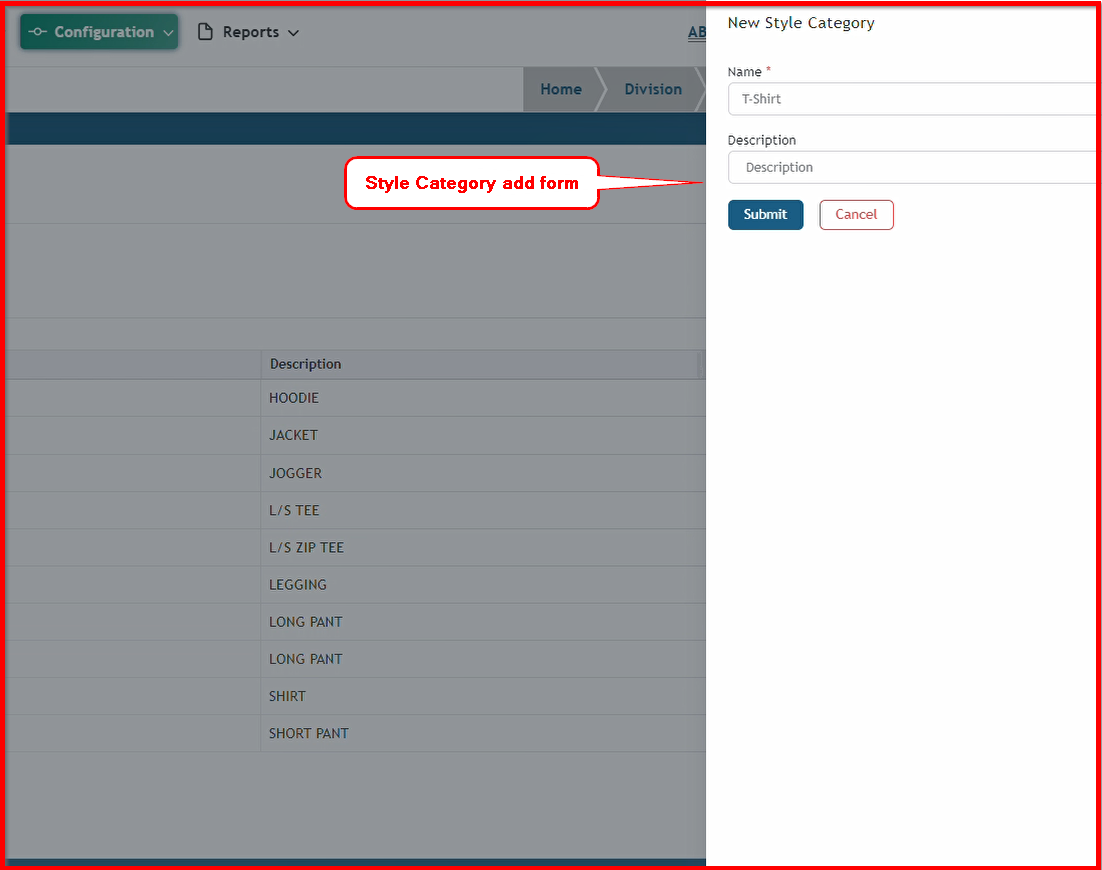 Configuration
Reports
AB
Home
Division
New Style Category
Name *
T-Shirt
Description
Description
Submit
Cancel
Style Category add form
Description
HOODIE
JACKET
JOGGER
L/S TEE
L/S ZIP TEE
LEGGING
LONG PANT
LONG PANT
SHIRT
SHORT PANT